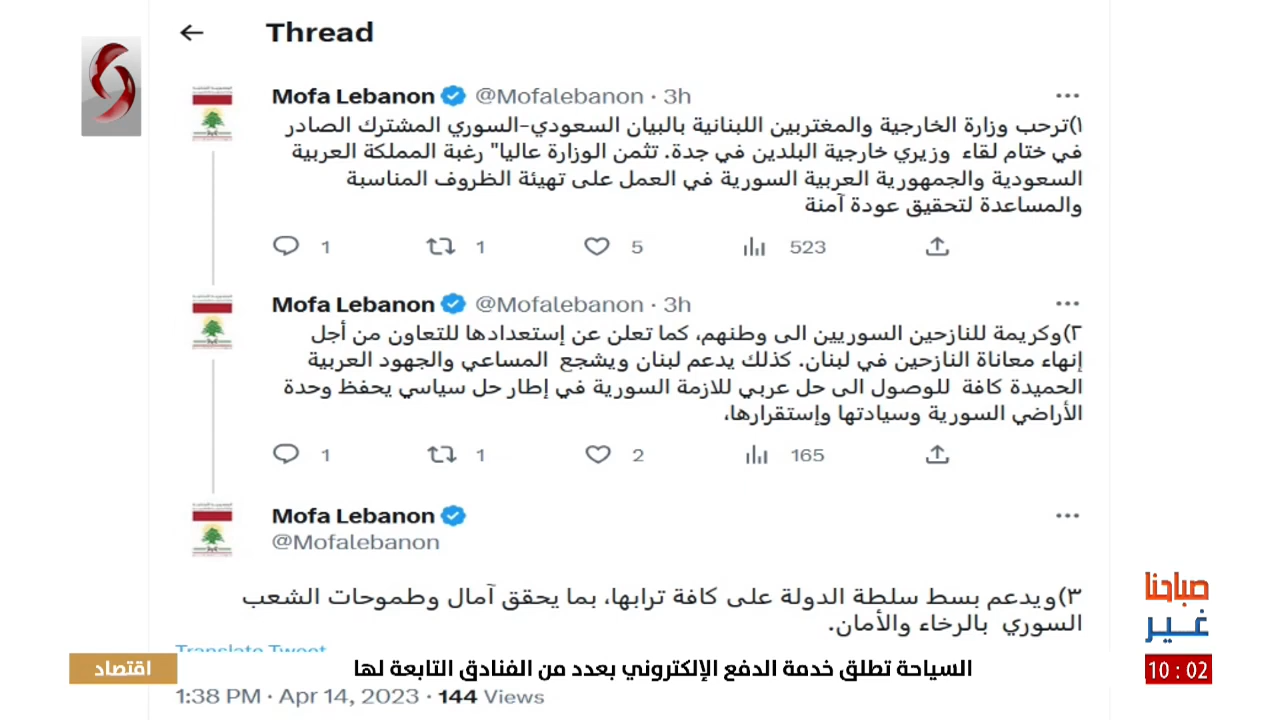 Thread
Mofa Lebanon @Mofalebanon · 3h
١)ترحب وزارة الخارجية والمغتربين اللبنانية بالبيان السعودي-السوري المشترك الصادر
في ختام لقاء وزيري خارجية البلدين في جدة. تثمن الوزارة عاليا" رغبة المملكة العربية
السعودية والجمهورية العربية السورية في العمل على تهيئة الظروف المناسبة
والمساعدة لتحقيق عودة آمنة
1 1 5 523
Mofa Lebanon @Mofalebanon · 3h
٢)وكريمة للنازحين السوريين الى وطنهم، كما تعلن عن إستعدادها للتعاون من أجل
إنهاء معاناة النازحين في لبنان. كذلك يدعم لبنان ويشجع المساعي والجهود العربية
الحميدة كافة للوصول الى حل عربي للازمة السورية في إطار حل سياسي يحفظ وحدة
الأراضي السورية وسيادتها وإستقرارها،
1 1 2 165
Mofa Lebanon
@Mofalebanon
٣)ويدعم بسط سلطة الدولة على كافة ترابها، بما يحقق آمال وطموحات الشعب
السوري بالرخاء والأمان.
Translate Tweet
1:38 PM · Apr 14, 2023 · 144 Views
صباحنا
غير
10 : 02
اقتصاد
السياحة تطلق خدمة الدفع الإلكتروني بعدد من الفنادق التابعة لها